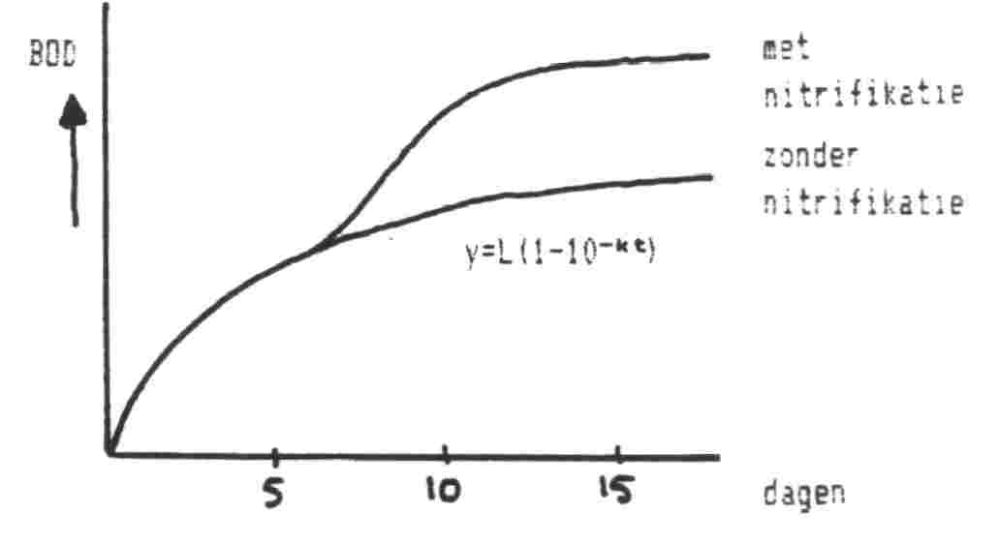 BOD
met
nitrifikatie
zonder
nitrifikatie
y=L(1-10^-kt)
5 10 15
dagen